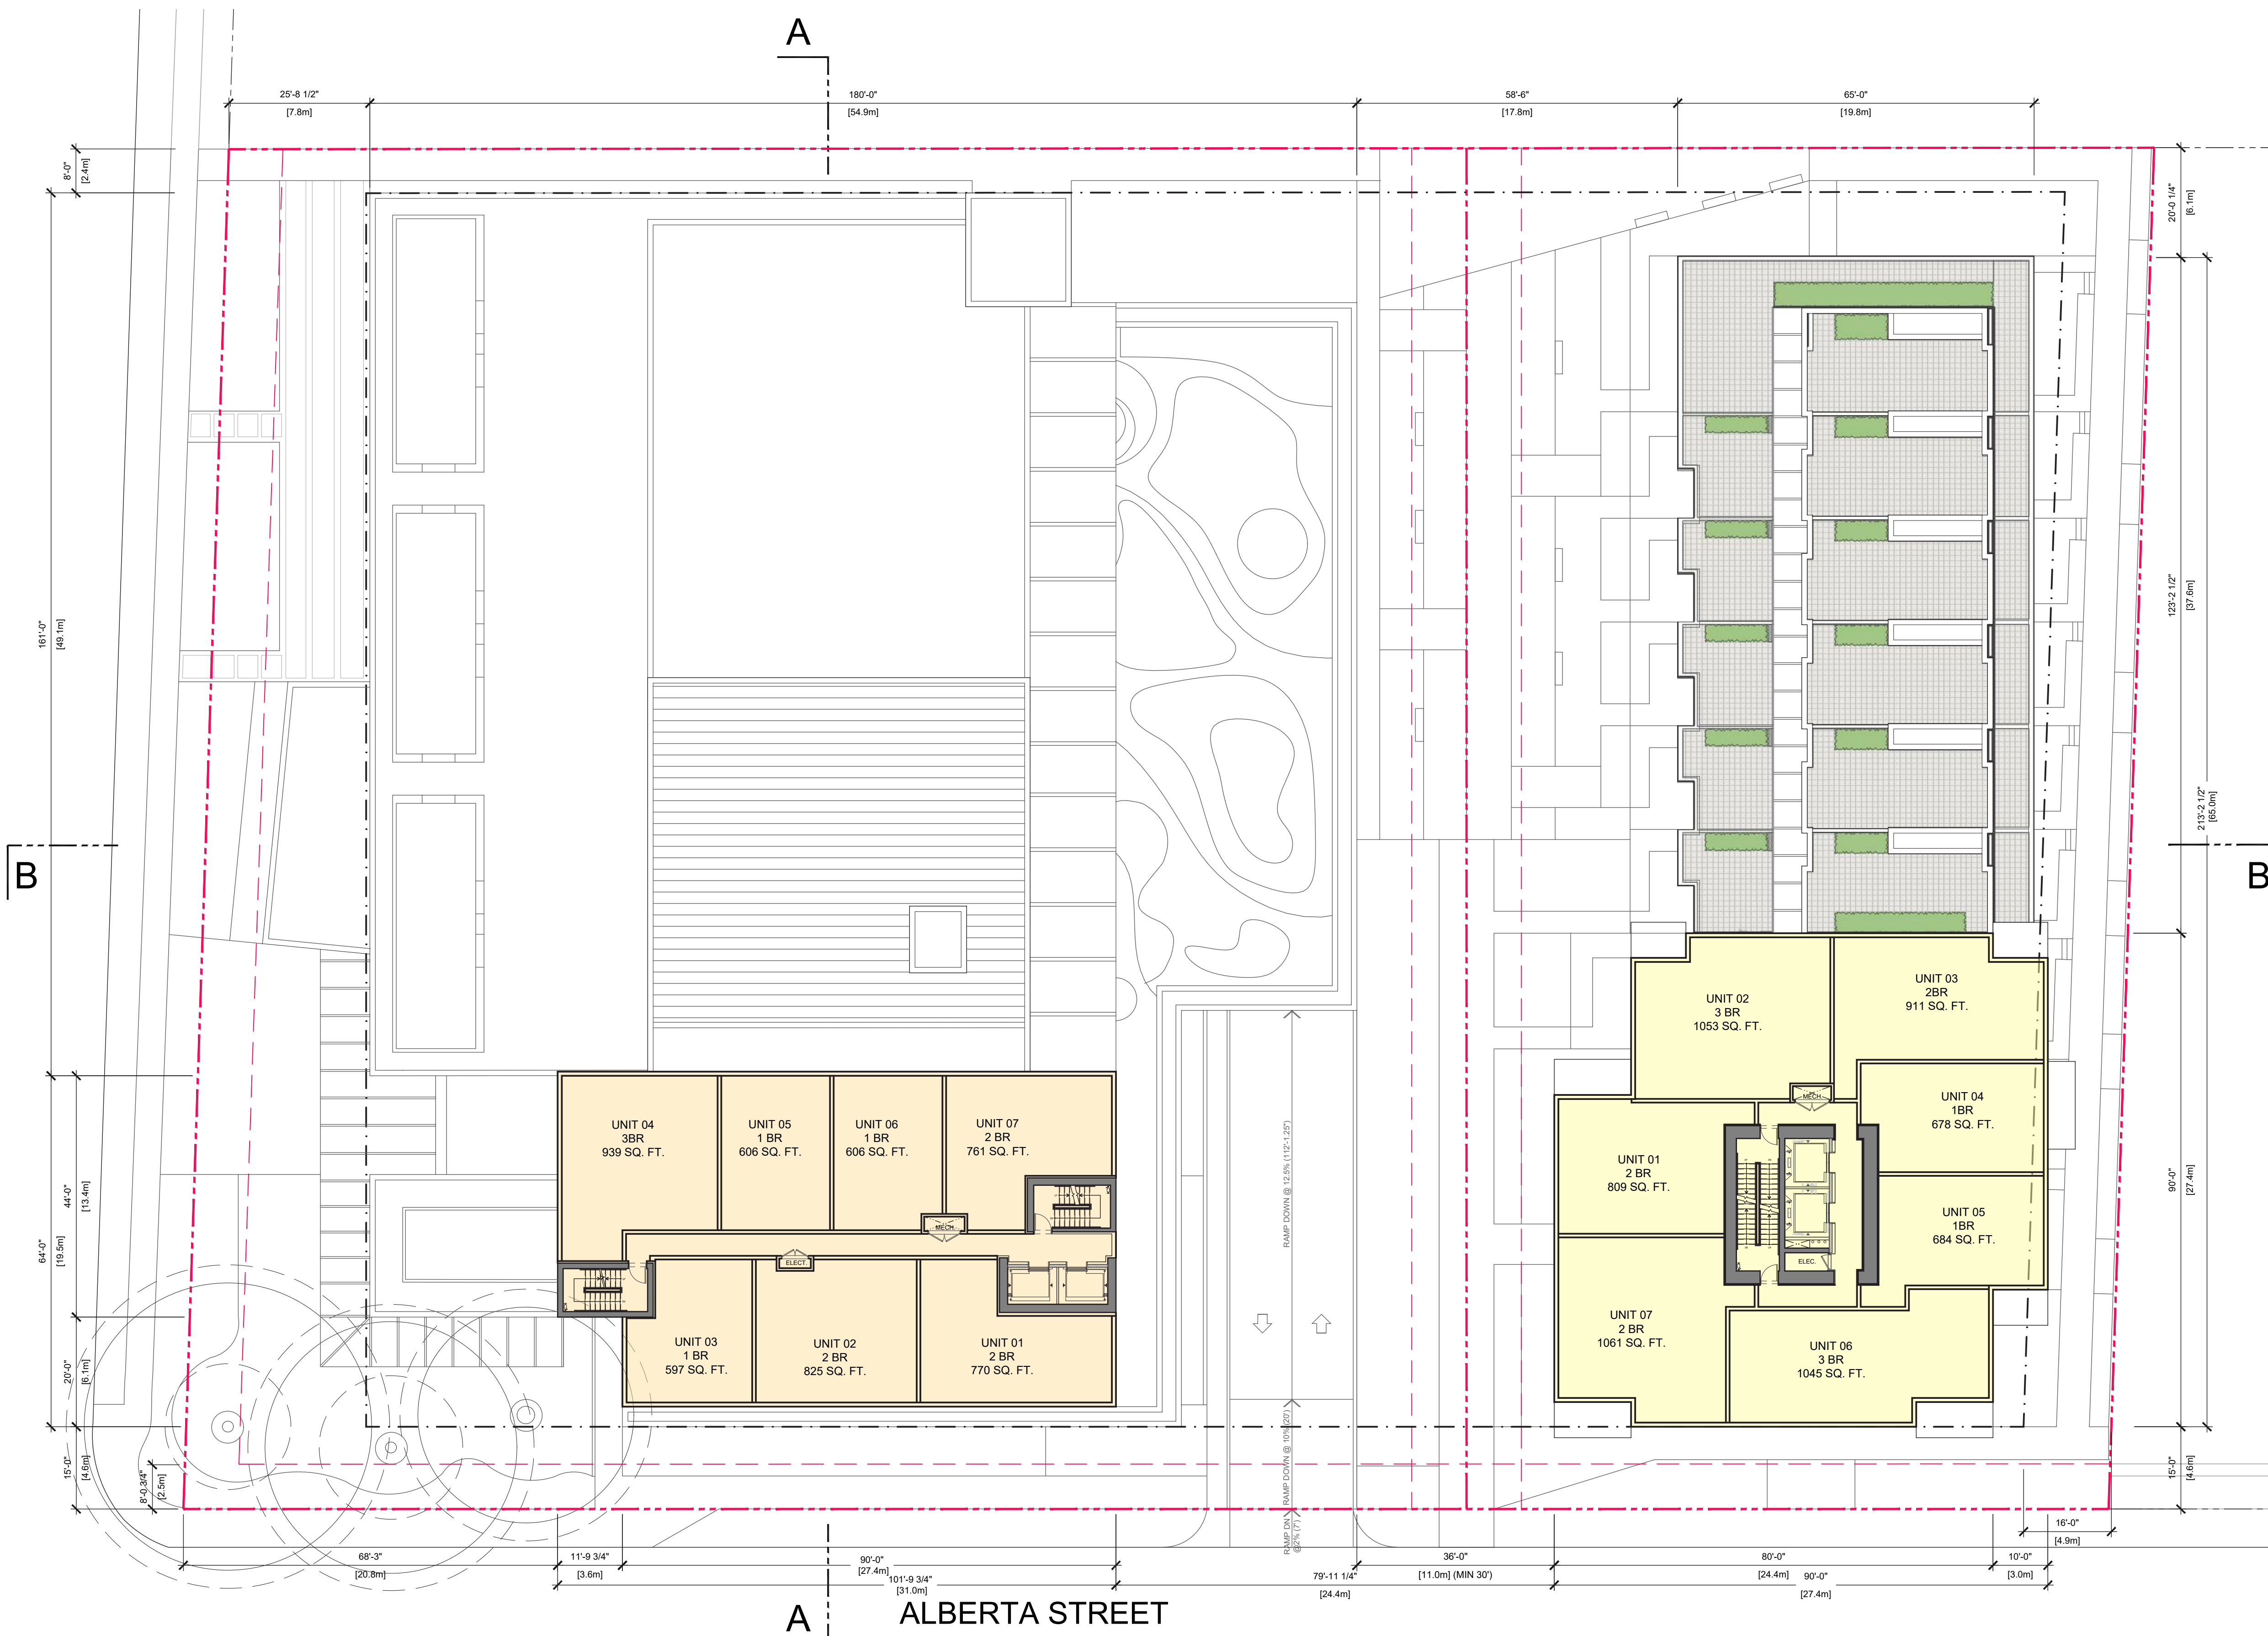 A
25'-8 1/2"
[7.8m]
180'-0"
[54.9m]
58'-6"
[17.8m]
65'-0"
[19.8m]
8'-0"
[2.4m]
20'-0 1/4"
[6.1m]
161'-0"
[49.1m]
123'-2 1/2"
[37.6m]
213'-2 1/2"
[65.0m]
B
B
UNIT 02
3 BR
1053 SQ. FT.
UNIT 03
2BR
911 SQ. FT.
MECH
UNIT 04
1BR
678 SQ. FT.
UNIT 01
2 BR
809 SQ. FT.
UNIT 05
1BR
684 SQ. FT.
ELEC.
UNIT 07
2 BR
1061 SQ. FT.
UNIT 06
3 BR
1045 SQ. FT.
UNIT 04
3BR
939 SQ. FT.
UNIT 05
1 BR
606 SQ. FT.
UNIT 06
1 BR
606 SQ. FT.
UNIT 07
2 BR
761 SQ. FT.
MECH
ELECT.
UNIT 03
1 BR
597 SQ. FT.
UNIT 02
2 BR
825 SQ. FT.
UNIT 01
2 BR
770 SQ. FT.
RAMP DOWN @ 12.5% (112'-1.25")
RAMP DOWN @ 10% (20')
RAMP DN
@2% (7')
64'-0"
[19.5m]
44'-0"
[13.4m]
20'-0"
[6.1m]
15'-0"
[4.6m]
8'-0 3/4"
[2.5m]
90'-0"
[27.4m]
15'-0"
[4.6m]
16'-0"
[4.9m]
68'-3"
[20.8m]
11'-9 3/4"
[3.6m]
90'-0"
[27.4m]
101'-9 3/4"
[31.0m]
79'-11 1/4"
[24.4m]
36'-0"
[11.0m] (MIN 30')
80'-0"
[24.4m]
90'-0"
[27.4m]
10'-0"
[3.0m]
A
ALBERTA STREET